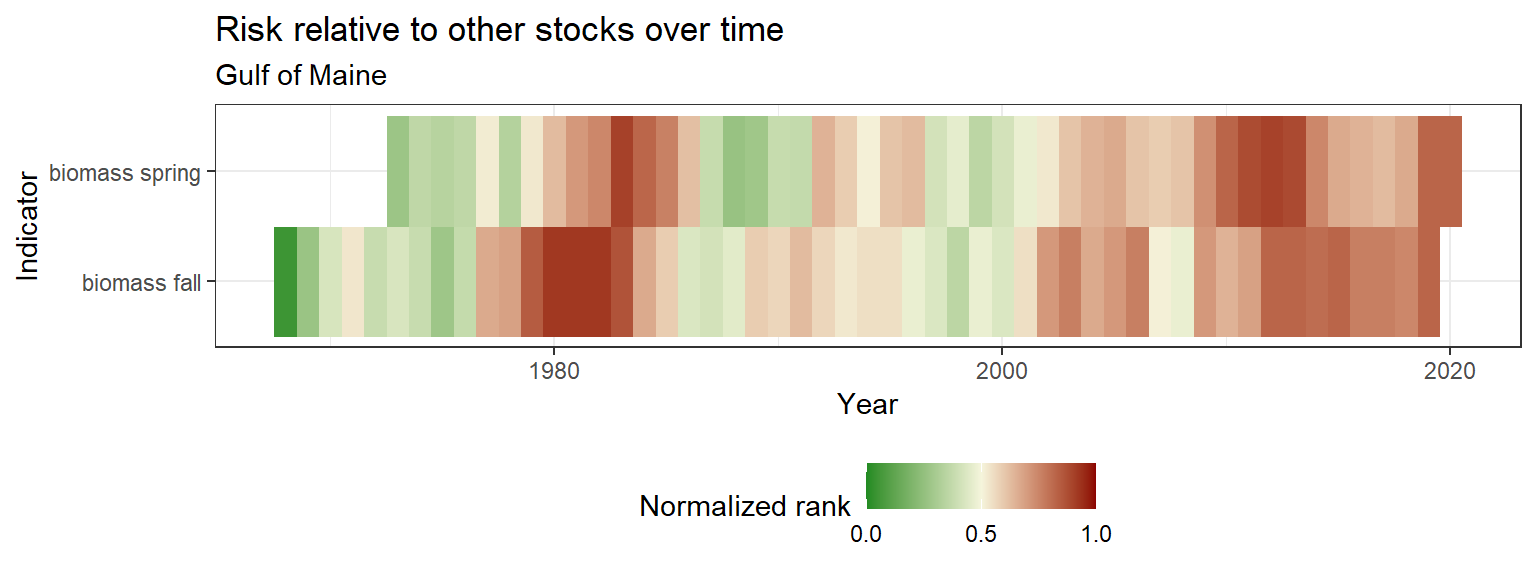 Risk relative to other stocks over time
Gulf of Maine
Indicator
biomass spring
biomass fall
1980 2000 2020
Year
Normalized rank
0.0 0.5 1.0